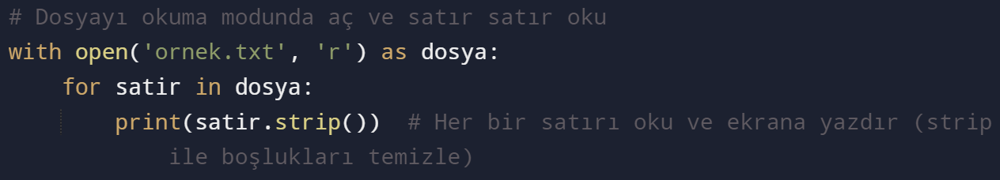 # Dosyayı okuma modunda aç ve satır satır oku
with open('ornek.txt', 'r') as dosya:
    for satir in dosya:
        print(satir.strip())  # Her bir satırı oku ve ekrana yazdır (strip
            ile boşlukları temizle)